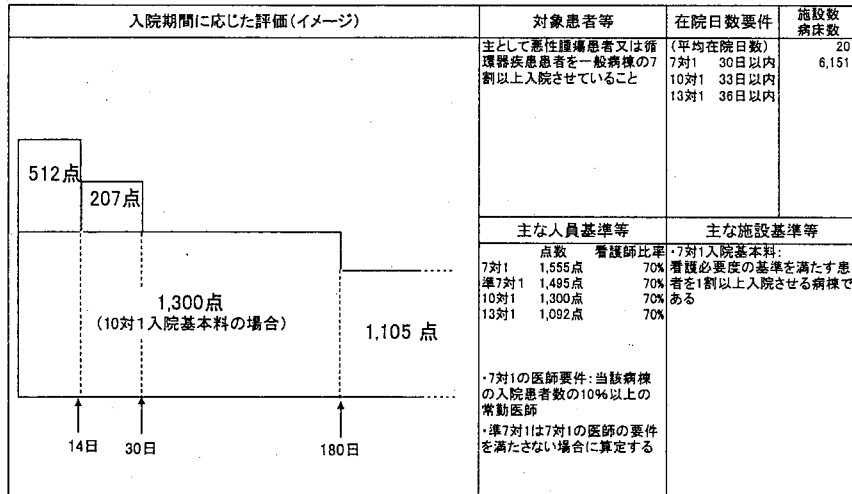 入院期間に応じた評価(イメージ)
対象患者等
在院日数要件
施設数
病床数
主として悪性腫瘍患者又は循
環器疾患患者を一般病棟の7
割以上入院させていること
(平均在院日数)
7対1 30日以内
10対1 33日以内
13対1 36日以内
20
6,151
512点
207点
1,300点
(10対1入院基本料の場合)
1,105 点
14日
30日
180日
主な人員基準等
点数 看護師比率
7対1 1,555点 70%
準7対1 1,495点 70%
10対1 1,300点 70%
13対1 1,092点 70%
・7対1の医師要件:当該病棟
の入院患者数の10%以上の
常勤医師
・準7対1は7対1の医師の要件
を満たさない場合に算定する
主な施設基準等
・7対1入院基本料:
看護必要度の基準を満たす患
者を1割以上入院させる病棟で
ある